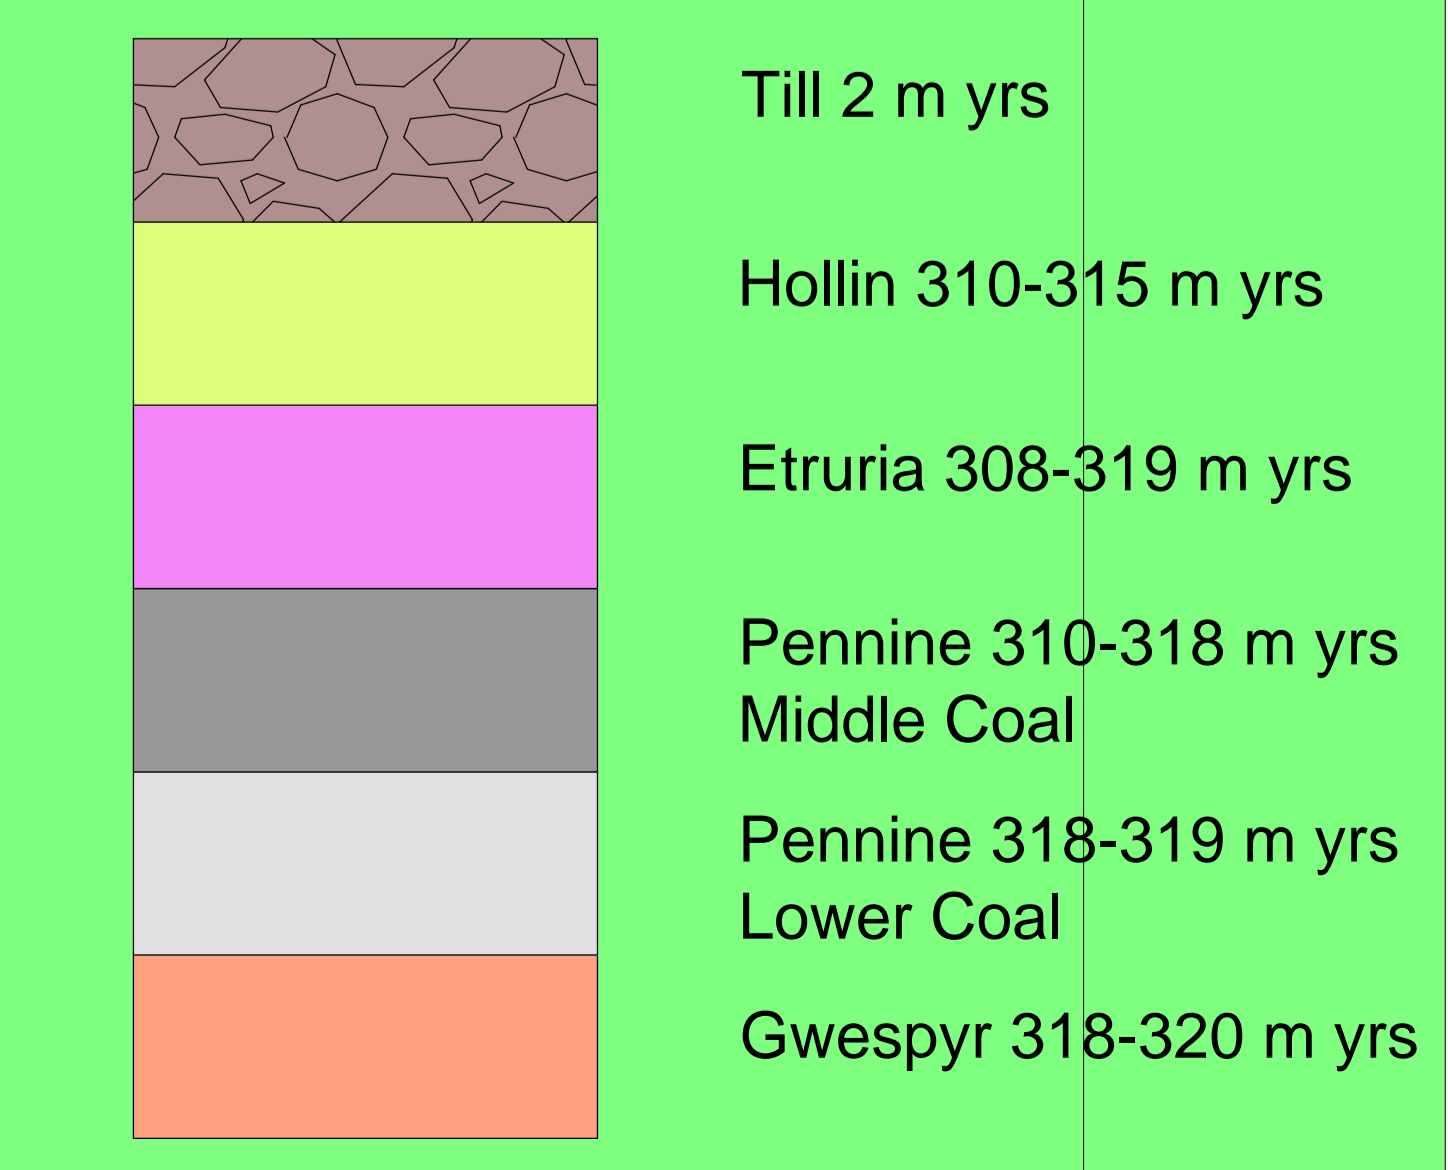 Till 2 m yrs
Hollin 310-315 m yrs
Etruria 308-319 m yrs
Pennine 310-318 m yrs
Middle Coal
Pennine 318-319 m yrs
Lower Coal
Gwespyr 318-320 m yrs